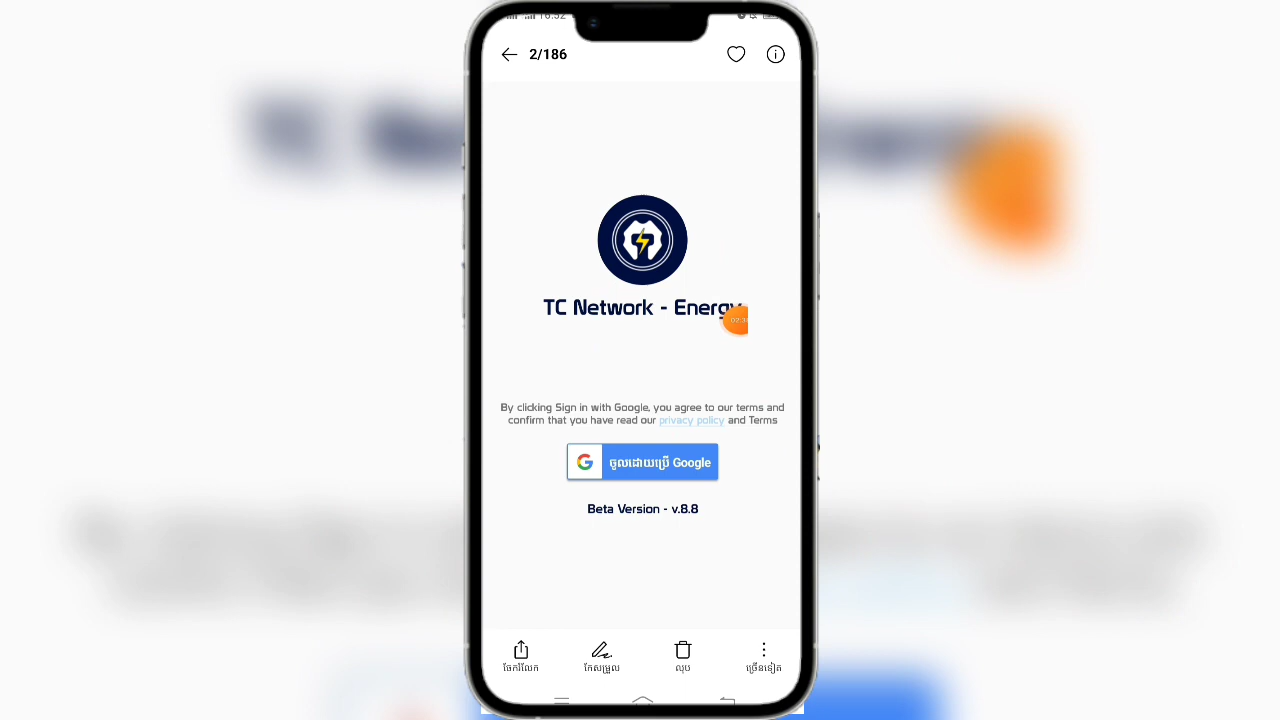 2/186
TC Network - Energy
By clicking Sign in with Google, you agree to our terms and
confirm that you have read our privacy policy and Terms
ចូលដោយប្រើ Google
Beta Version - v.8.8
ចែករំលែក
កែសម្រួល
លុប
ច្រើនទៀត